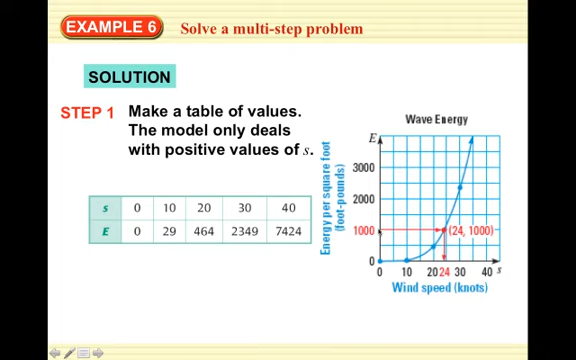 EXAMPLE 6 Solve a multi-step problem
SOLUTION
STEP 1 Make a table of values.
The model only deals
with positive values of s.
s 0 10 20 30 40
E 0 29 464 2349 7424
Wave Energy
Energy per square foot
(foot-pounds)
E
3000
2000
1000 (24, 1000)
0
0 10 20 24 30 40 s
Wind speed (knots)